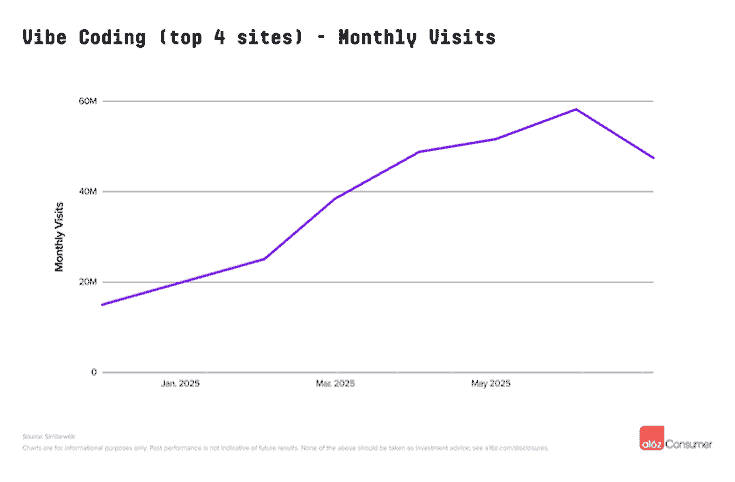 Vibe Coding (top 4 sites) - Monthly Visits
60M
40M
20M
0
Monthly Visits
Jan. 2025
Mar. 2025
May 2025
Source: Similarweb
Charts are for informational purposes only. Past performance is not indicative of future results. None of the above should be taken as investment advice; see a16z.com/disclosures.
a16z Consumer